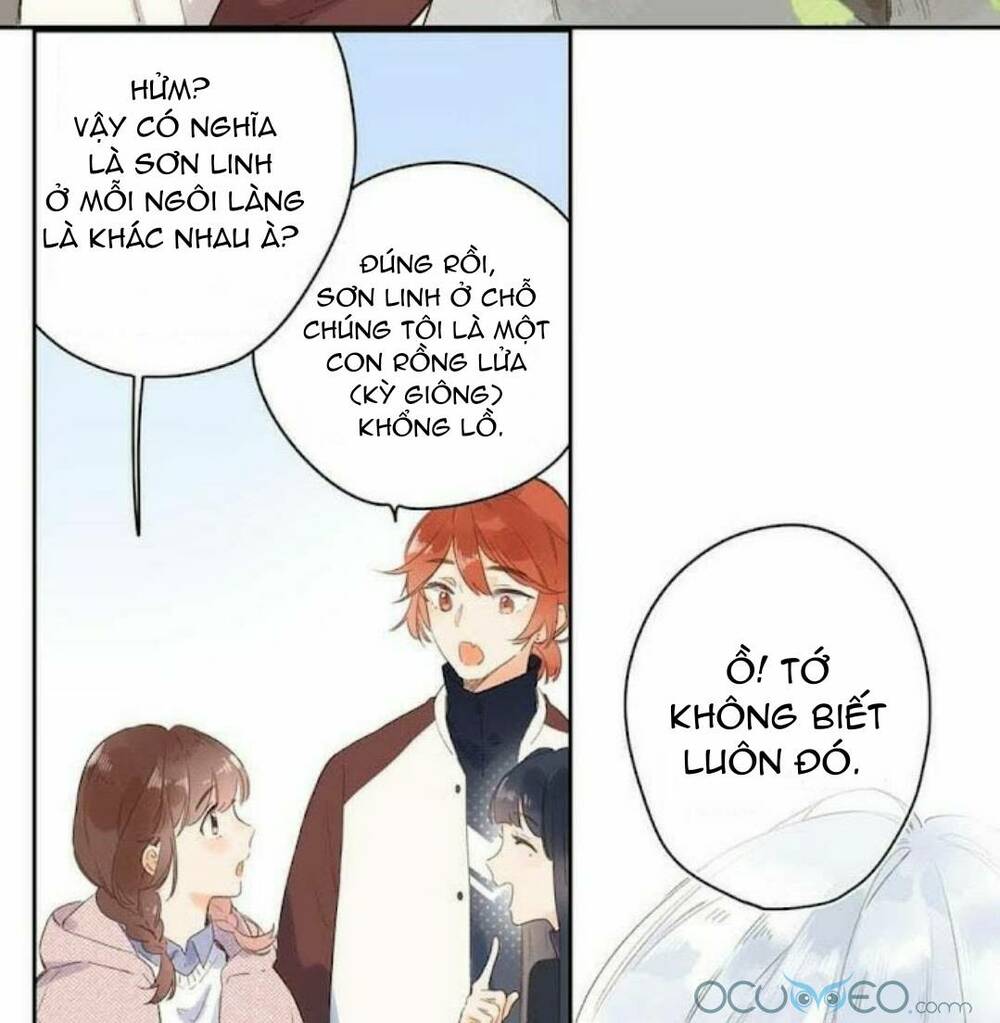 HỬM?
VẬY CÓ NGHĨA
LÀ SƠN LINH
Ở MỖI NGÔI LÀNG
LÀ KHÁC NHAU À?
ĐÚNG RỒI,
SƠN LINH Ở CHỖ
CHÚNG TÔI LÀ MỘT
CON RỒNG LỬA
(KỲ GIÔNG)
KHỔNG LỒ.
Ồ! TỚ
KHÔNG BIẾT
LUÔN ĐÓ.
OCUMEO.com